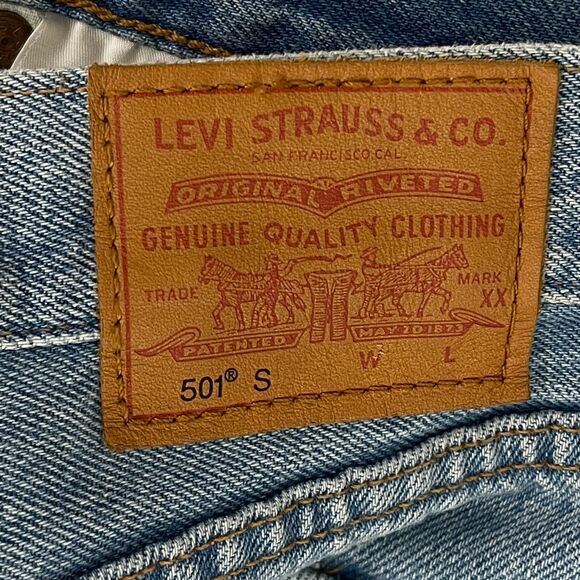 LEVI STRAUSS & CO.
SAN FRANCISCO.CAL.
ORIGINAL RIVETED
GENUINE QUALITY CLOTHING
TRADE MARK
XX
PATENTED MAY 20 1873
501® S W L